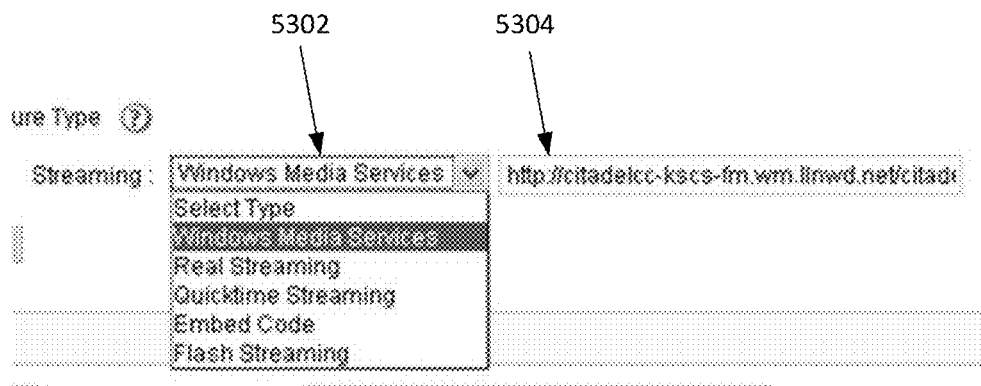 5302 5304
ure Type ?
Streaming : Windows Media Services http://citadelcc-kscs-fm.wm.llnwd.net/citade
Select Type
Windows Media Services
Real Streaming
Quicktime Streaming
Embed Code
Flash Streaming